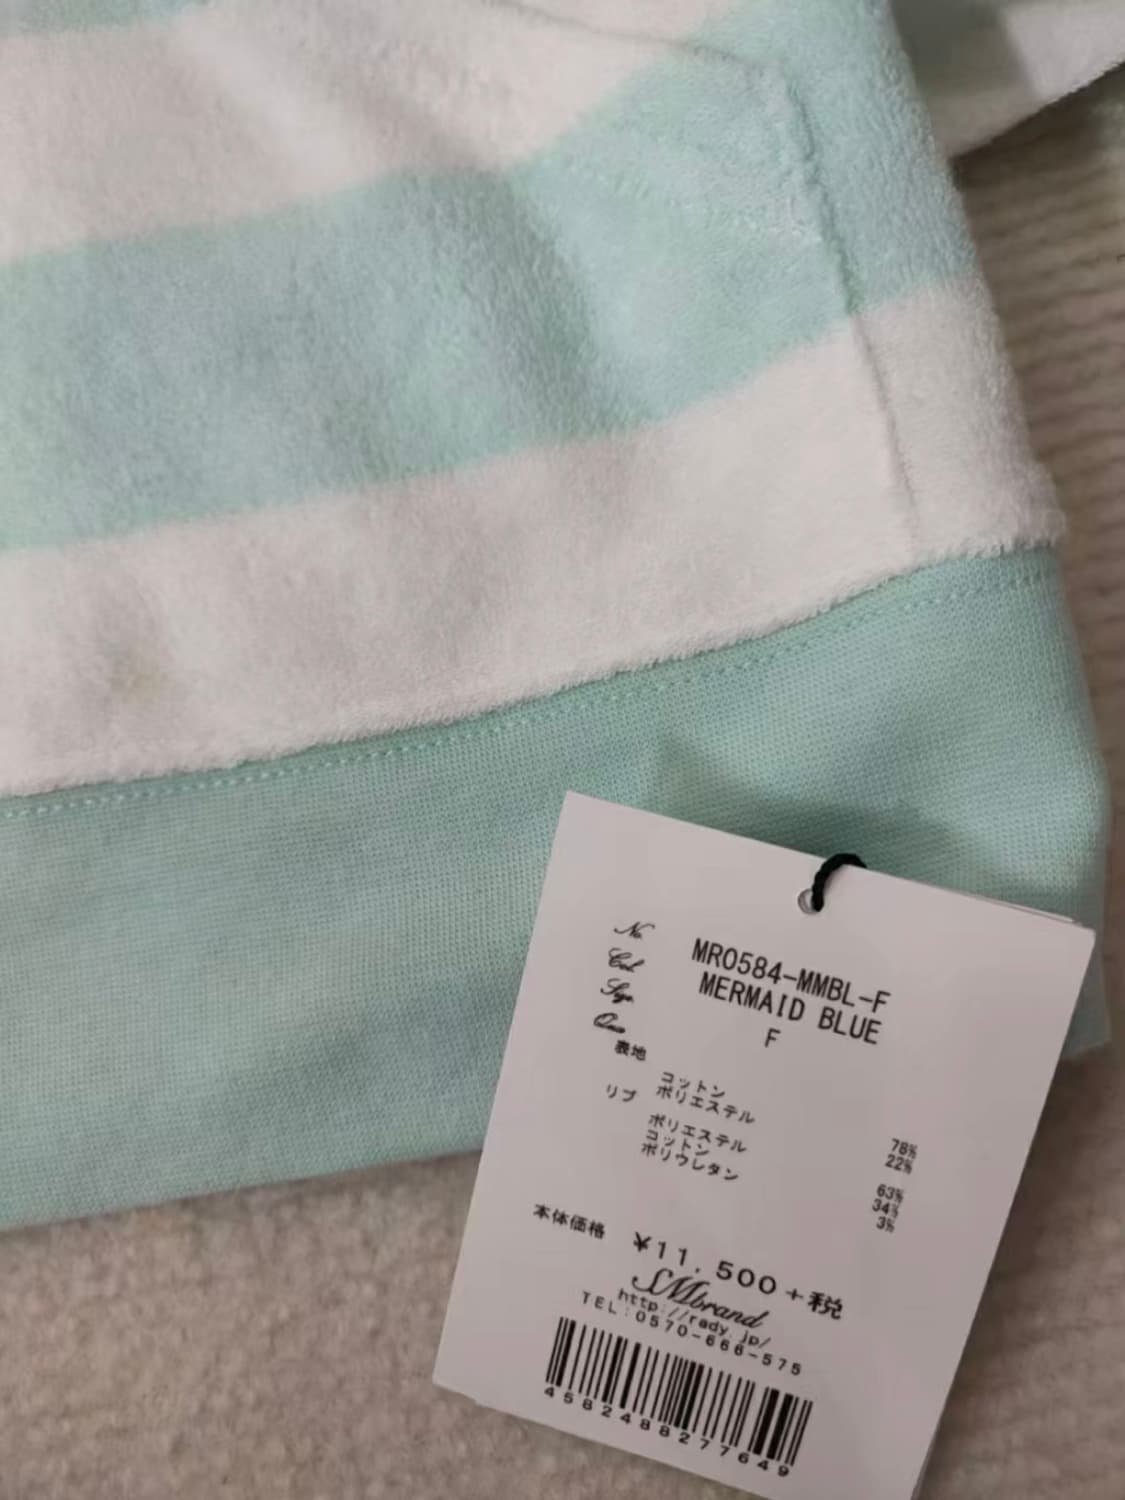 No. MR0584-MMBL-F
Col. MERMAID BLUE
Size. F
Qua.
表地
コットン 78%
ポリエステル 22%
リブ
ポリエステル 63%
コットン 34%
ポリウレタン 3%
本体価格 ¥11,500+税
SMbrand
http://rady.jp/
TEL:0570-666-575
4582488277649